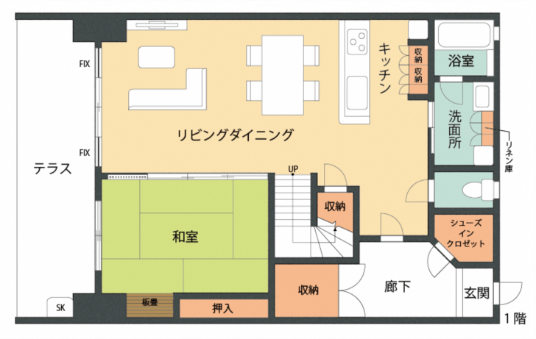 FIX
FIX
テラス
SK
リビングダイニング
キッチン
収納
収納
浴室
洗面所
リネン庫
UP
収納
和室
板畳
押入
収納
廊下
シューズ
イン
クロゼット
玄関
1階